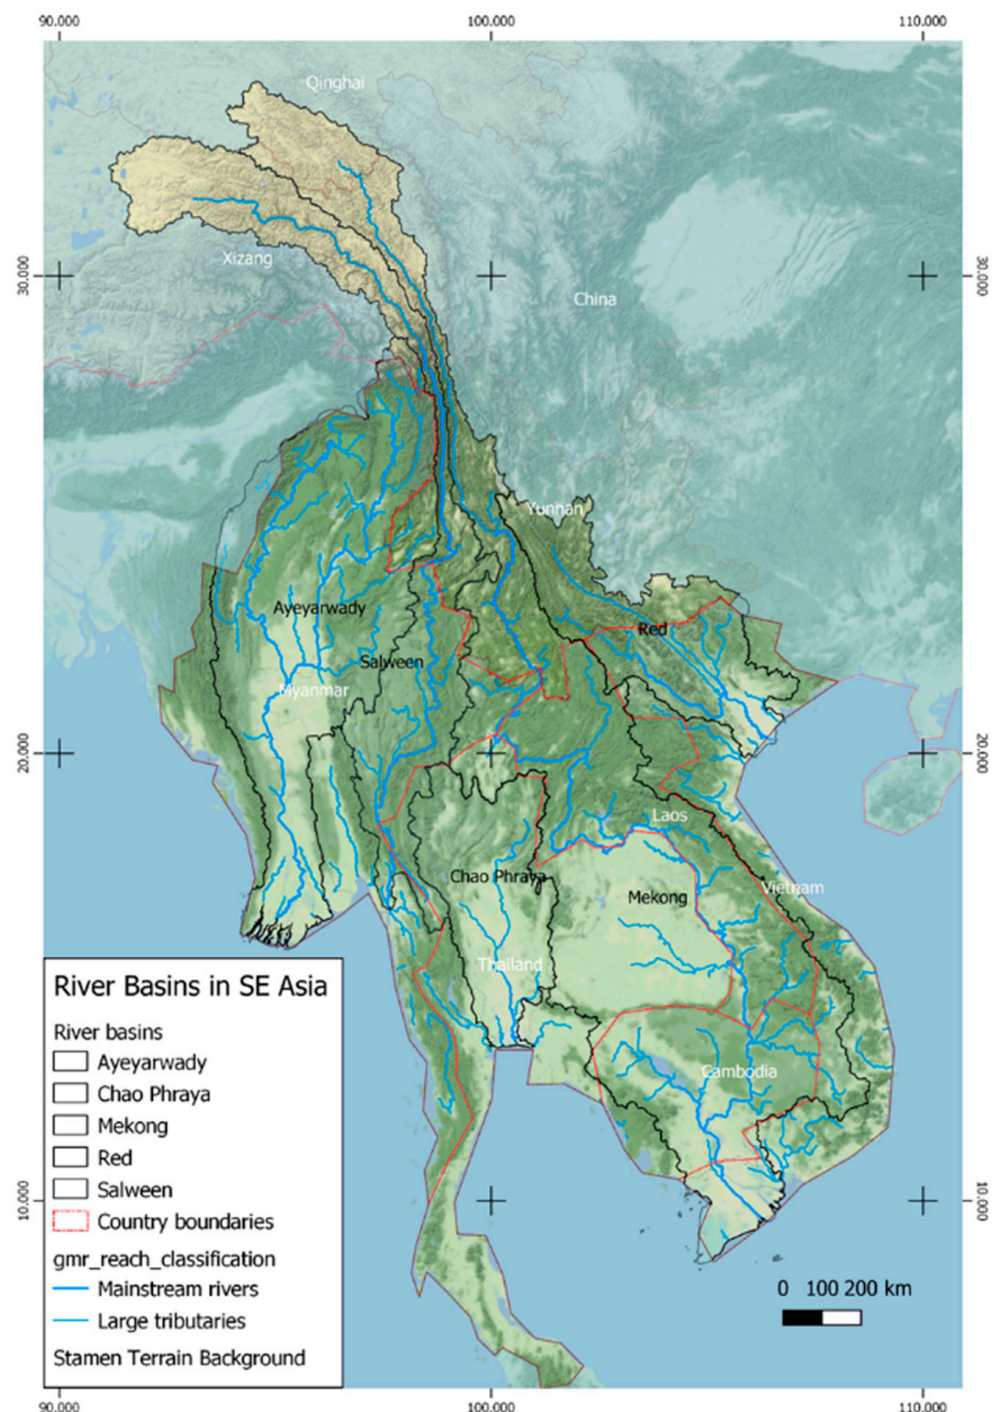 90.000 100.000 110.000
Qinghai
Xizang
30.000 30.000
China
Yunnan
Ayeyarwady
Red
Salween
Myanmar
20.000 20.000
Laos
Chao Phraya
Vietnam
Mekong
Thailand
River Basins in SE Asia
River basins
Ayeyarwady
Cambodia
Chao Phraya
Mekong
Red
Salween
10.000 10.000
Country boundaries
gmr_reach_classification
Mainstream rivers
0 100 200 km
Large tributaries
Stamen Terrain Background
90.000 100.000 110.000